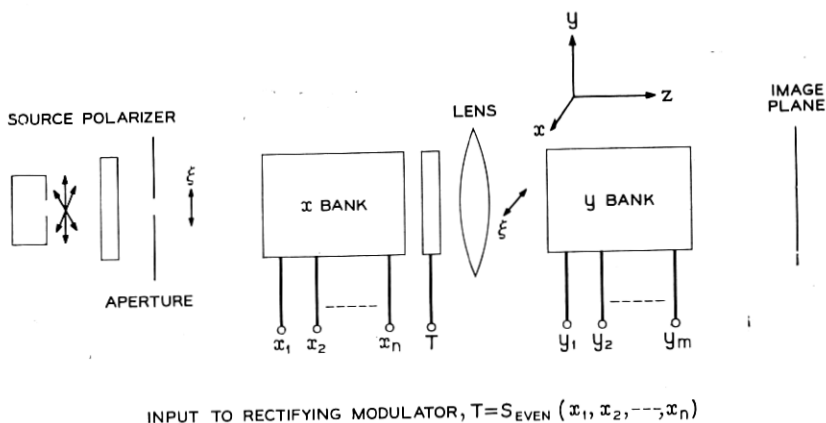 y
z
x
LENS
IMAGE
PLANE
SOURCE POLARIZER
ξ
x BANK
ξ
y BANK
APERTURE
x1 x2 ----- xn T y1 y2 ----- ym
INPUT TO RECTIFYING MODULATOR, T=SEVEN (x1, x2, ---, xn)